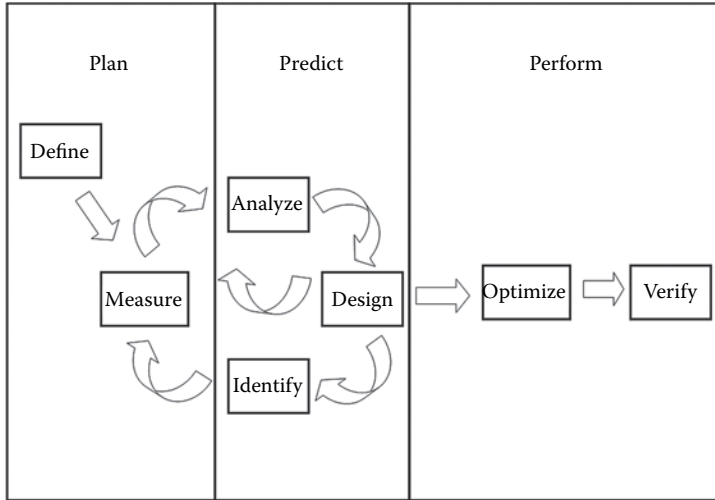 Plan
Predict
Perform
Define
Analyze
Measure
Design
Optimize
Verify
Identify